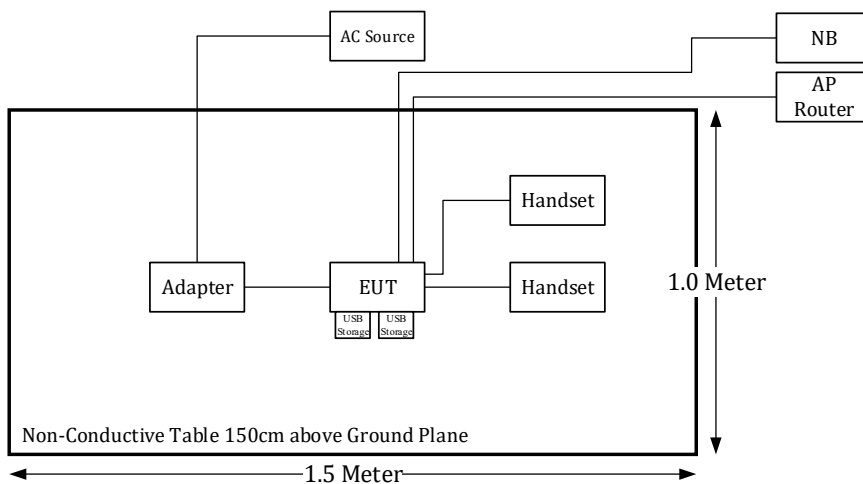 AC Source
NB
AP
Router
Handset
Adapter
EUT
Handset
1.0 Meter
USB
Storage
USB
Storage
Non-Conductive Table 150cm above Ground Plane
1.5 Meter